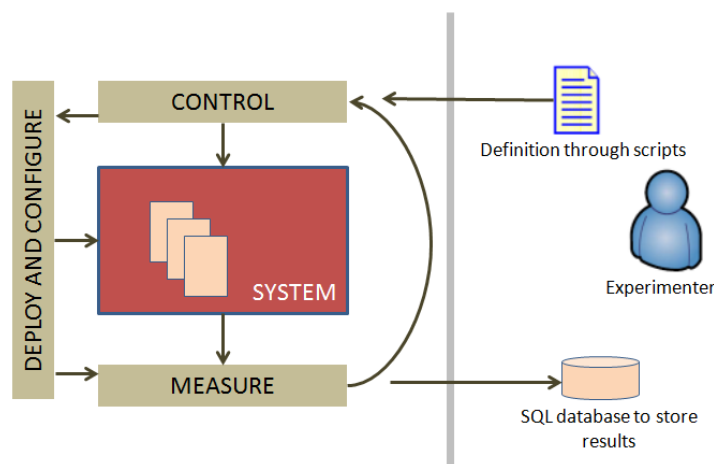 CONTROL
DEPLOY AND CONFIGURE
Definition through scripts
SYSTEM
Experimenter
MEASURE
SQL database to store
results